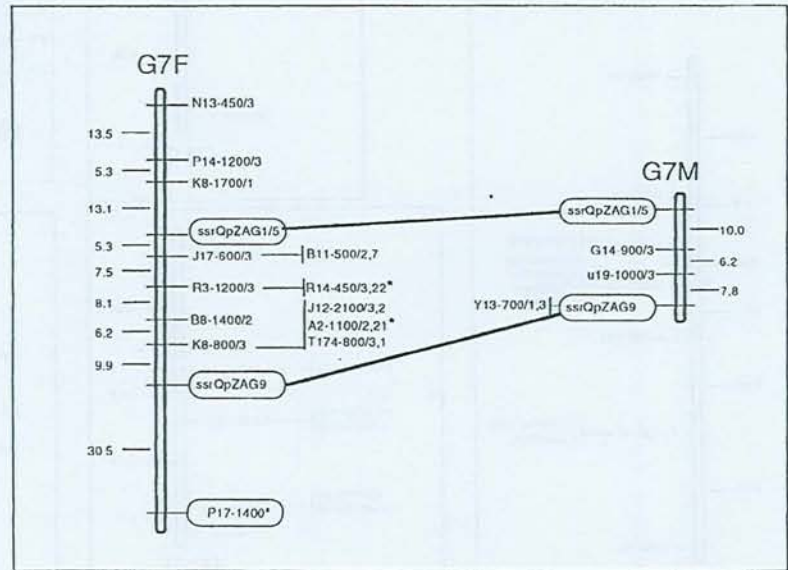 G7F
N13-450/3
13.5
P14-1200/3
5.3
K8-1700/1
13.1
ssrQpZAG1/5
5.3
J17-600/3
B11-500/2,7
7.5
R3-1200/3
R14-450/3,22*
8.1
J12-2100/3,2
B8-1400/2
A2-1100/2,21*
6.2
K8-800/3
T174-800/3,1
9.9
ssrQpZAG9
30.5
P17-1400*
G7M
ssrQpZAG1/5
10.0
G14-900/3
6.2
u19-1000/3
7.8
Y13-700/1,3
ssrQpZAG9